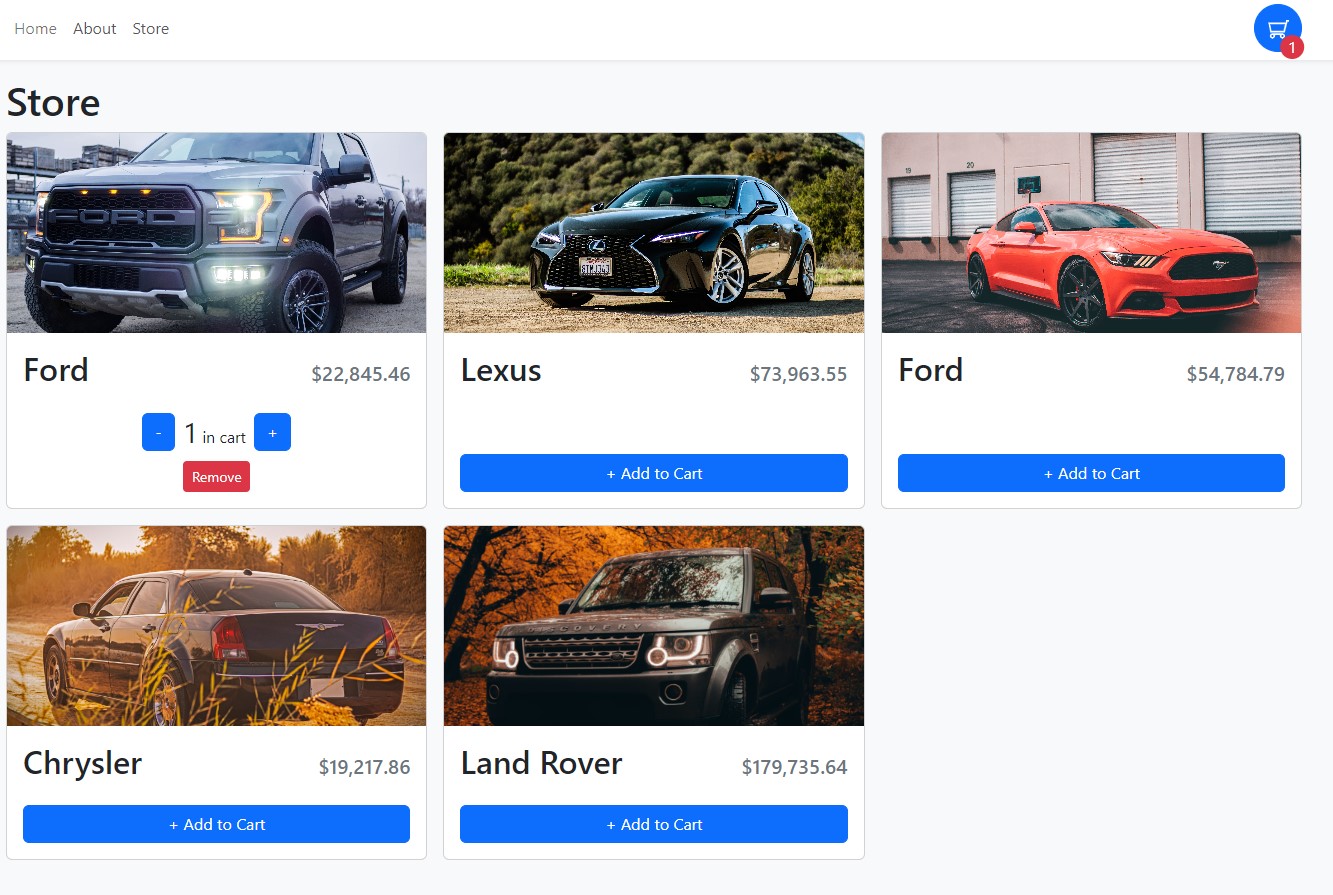 Home About Store
1
Store
FORD
19
20
Ford $22,845.46
- 1 in cart +
Remove
Lexus $73,963.55
+ Add to Cart
Ford $54,784.79
+ Add to Cart
DISCOVERY
Chrysler $19,217.86
+ Add to Cart
Land Rover $179,735.64
+ Add to Cart